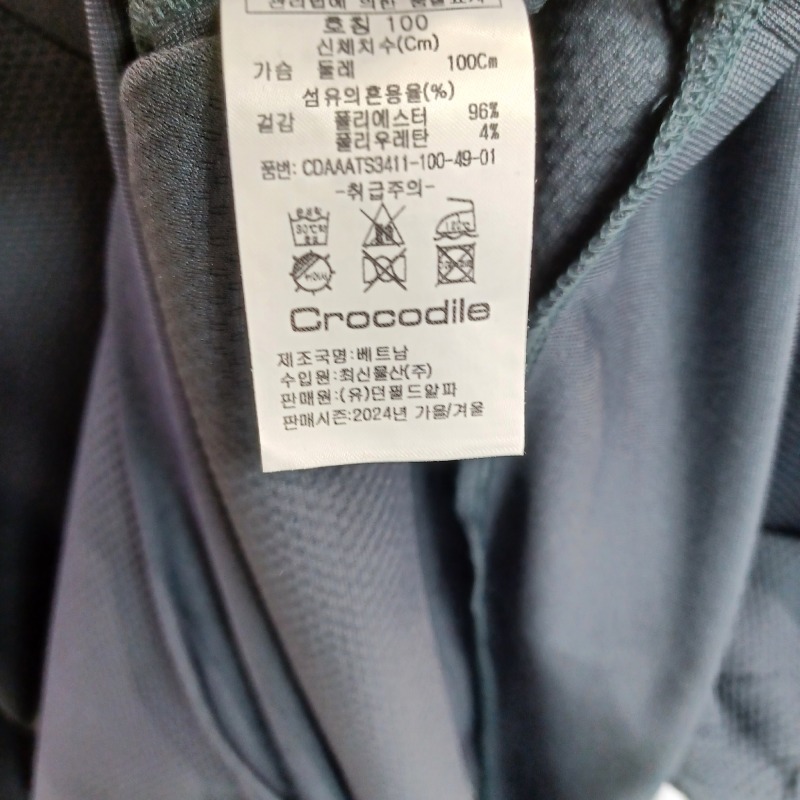 호칭 100
신체치수(Cm)
가슴 둘레 100Cm
섬유의혼용율(%)
겉감 폴리에스터 96%
폴리우레탄 4%
품번: CDAAATS3411-100-49-01
-취급주의-
Crocodile
제조국명:베트남
수입원:최신물산(주)
판매원:(유)던필드알파
판매시즌:2024년 가을/겨울